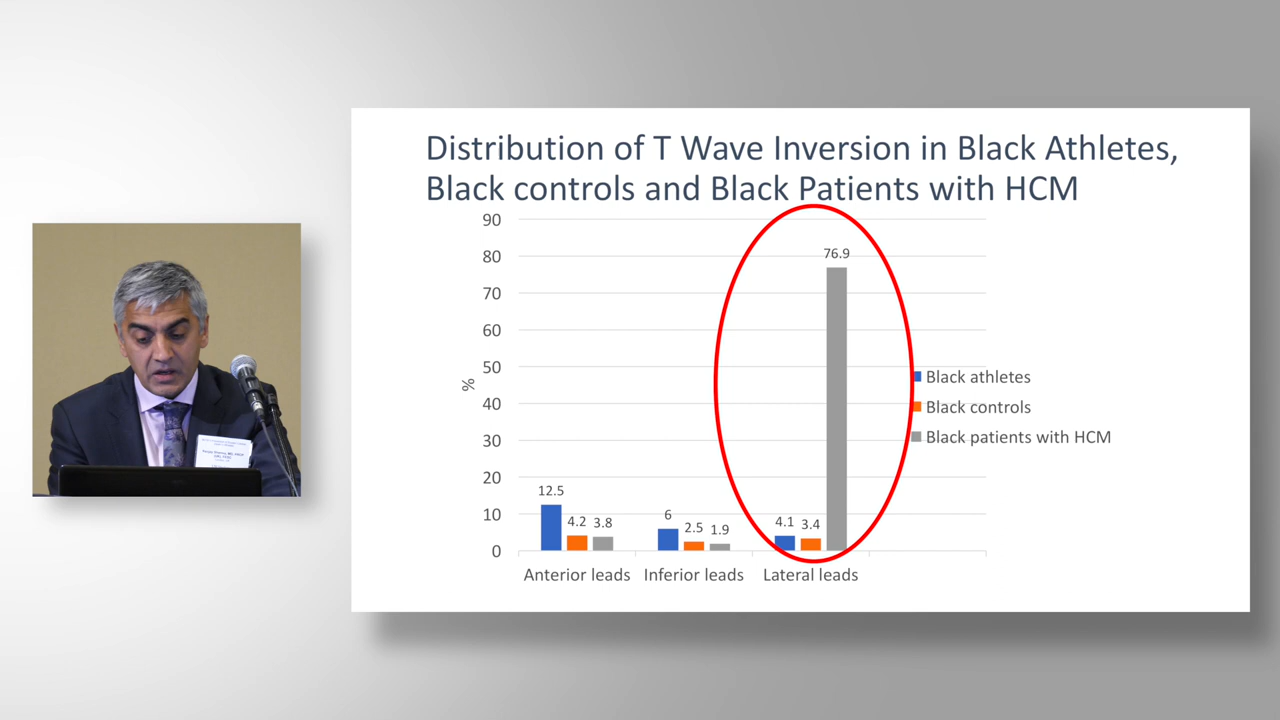 Distribution of T Wave Inversion in Black Athletes,
Black controls and Black Patients with HCM
90
80
70
60
50
40
30
20
10
0
%
76.9
12.5
4.2
3.8
6
2.5
1.9
4.1
3.4
Anterior leads
Inferior leads
Lateral leads
Black athletes
Black controls
Black patients with HCM